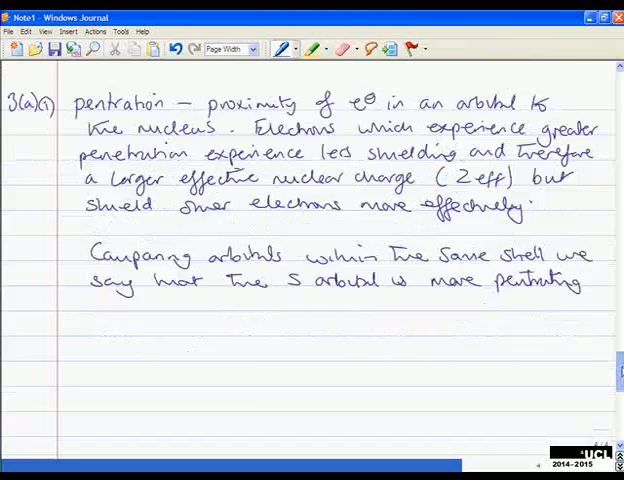 Note1 - Windows Journal
File Edit View Insert Actions Tools Help
Page Width
3(a)(i) pentration – proximity of e⊖ in an orbital to
the nucleus. Electrons which experience greater
penetration experience less shielding and therefore
a larger effective nuclear charge (Zeff) but
shield other electrons more effectively.
Comparing orbitals within the same shell we
say that the s orbital is more pentrating
UCL
2014-2015